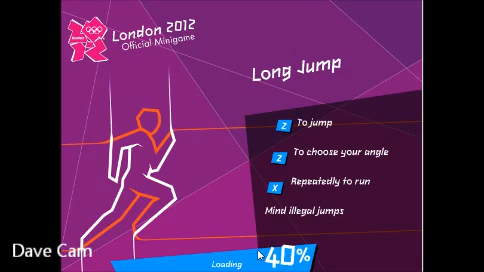 London 2012
Official Minigame
Long Jump
Z To jump
Z To choose your angle
X Repeatedly to run
Mind illegal jumps
Dave Cam
Loading 40%